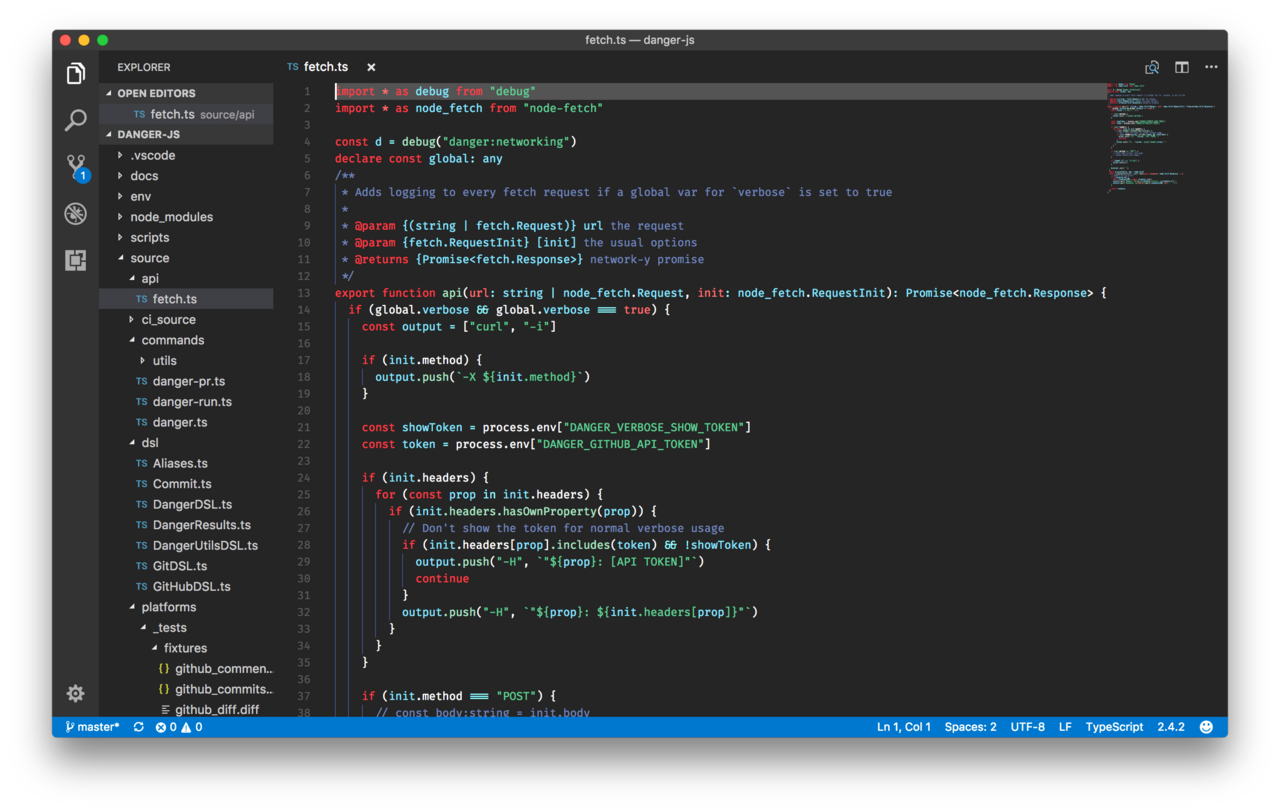 fetch.ts — danger-js
EXPLORER
OPEN EDITORS
TS fetch.ts source/api
DANGER-JS
.vscode
docs
env
node_modules
scripts
source
api
TS fetch.ts
ci_source
commands
utils
TS danger-pr.ts
TS danger-run.ts
TS danger.ts
dsl
TS Aliases.ts
TS Commit.ts
TS DangerDSL.ts
TS DangerResults.ts
TS DangerUtilsDSL.ts
TS GitDSL.ts
TS GitHubDSL.ts
platforms
_tests
fixtures
{} github_commen...
{} github_commits...
github_diff.diff
1
TS fetch.ts ×
1 import * as debug from "debug"
2 import * as node_fetch from "node-fetch"
3
4 const d = debug("danger:networking")
5 declare const global: any
6 /**
7 * Adds logging to every fetch request if a global var for `verbose` is set to true
8 *
9 * @param {(string | fetch.Request)} url the request
10 * @param {fetch.RequestInit} [init] the usual options
11 * @returns {Promise<fetch.Response>} network-y promise
12 */
13 export function api(url: string | node_fetch.Request, init: node_fetch.RequestInit): Promise<node_fetch.Response> {
14 if (global.verbose && global.verbose === true) {
15 const output = ["curl", "-i"]
16
17 if (init.method) {
18 output.push(`-X ${init.method}`)
19 }
20
21 const showToken = process.env["DANGER_VERBOSE_SHOW_TOKEN"]
22 const token = process.env["DANGER_GITHUB_API_TOKEN"]
23
24 if (init.headers) {
25 for (const prop in init.headers) {
26 if (init.headers.hasOwnProperty(prop)) {
27 // Don't show the token for normal verbose usage
28 if (init.headers[prop].includes(token) && !showToken) {
29 output.push("-H", `"${prop}: [API TOKEN]"`)
30 continue
31 }
32 output.push("-H", `"${prop}: ${init.headers[prop]}"`)
33 }
34 }
35 }
36
37 if (init.method === "POST") {
38 // const body:string = init.body
master* 0 0
Ln 1, Col 1 Spaces: 2 UTF-8 LF TypeScript 2.4.2